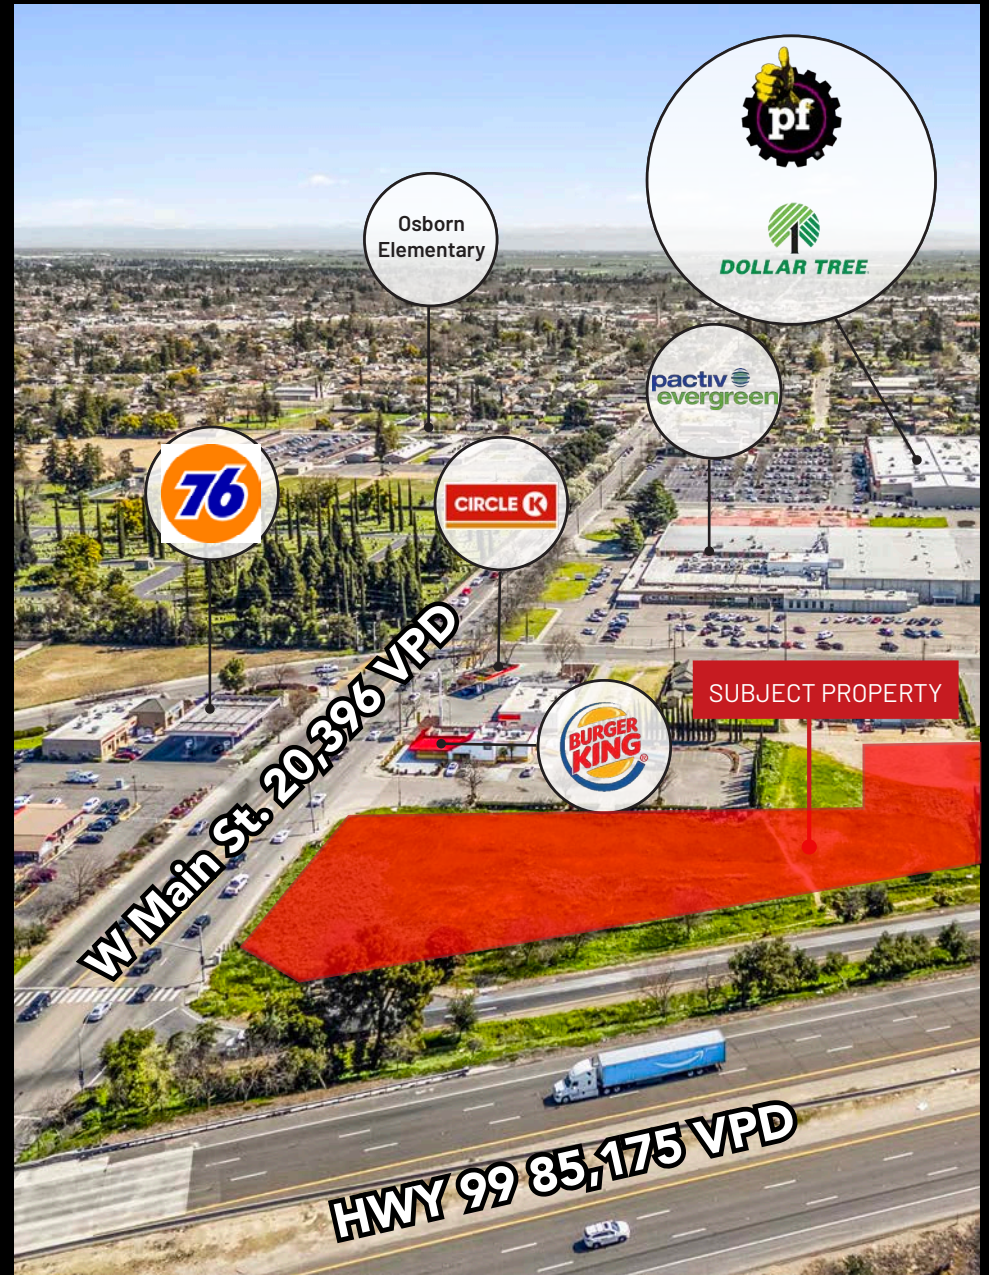 pf
DOLLAR TREE
Osborn
Elementary
pactiv
evergreen
76
CIRCLE K
SUBJECT PROPERTY
BURGER
KING
W Main St. 20,396 VPD
HWY 99 85,175 VPD